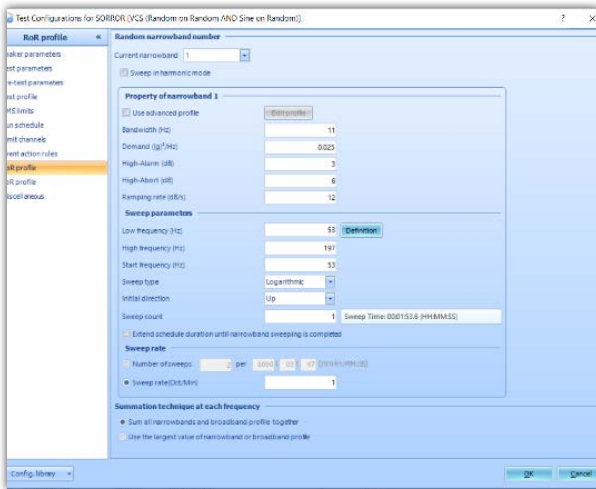 Test Configurations for SORROR [VCS (Random on Random AND Sine on Random)]
? ×
RoR profile «
aker parameters
est parameters
e-test parameters
st profile
MS limits
un schedule
mit channels
vent action rules
oR profile
oR profile
iscellaneous
Random narrowband number
Current narrowband 1
Sweep in harmonic mode
Property of narrowband 1
Use advanced profile Edit profile
Bandwidth (Hz) 11
Demand ((g)²/Hz) 0.025
High-Alarm (dB) 3
High-Abort (dB) 6
Ramping rate (dB/s) 12
Sweep parameters
Low frequency (Hz) 53 Definition
High frequency (Hz) 197
Start frequency (Hz) 53
Sweep type Logarithmic
Initial direction Up
Sweep count 1 Sweep Time: 00:01:53.6 (HH:MM:SS)
Extend schedule duration until narrowband sweeping is completed
Sweep rate
Number of sweeps 2 per
Sweep rate(Oct/Min) 1
Summation technique at each frequency
Sum all narrowbands and broadband profile together
Use the largest value of narrowband or broadband profile
Config. library
OK Cancel